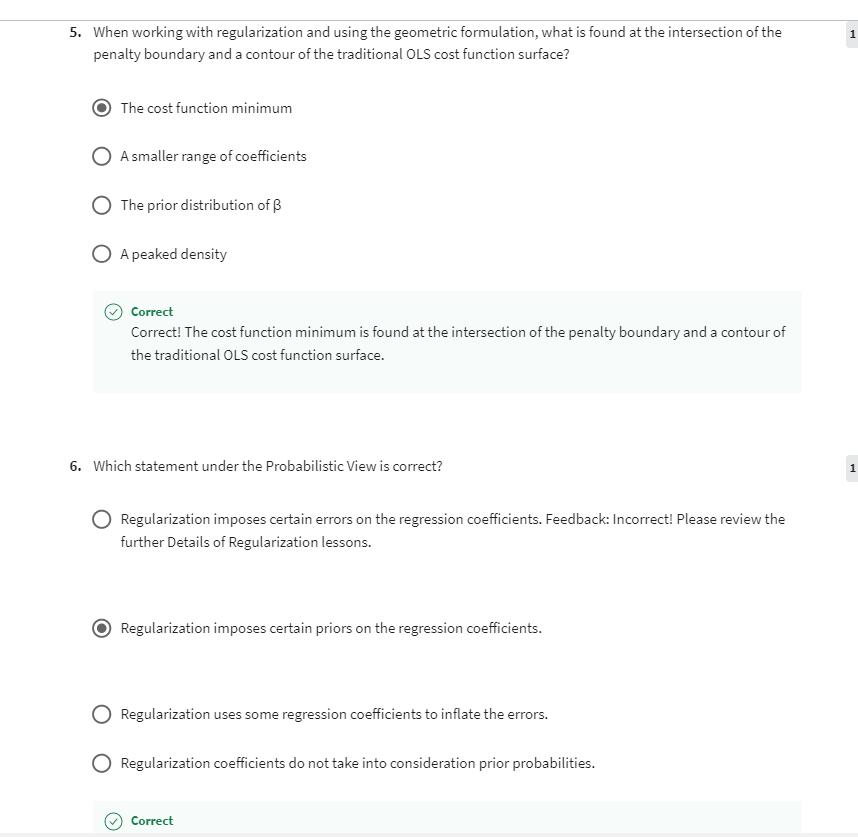 5. When working with regularization and using the geometric formulation, what is found at the intersection of the
1
penalty boundary and a contour of the traditional OLS cost function surface?
The cost function minimum
A smaller range of coefficients
The prior distribution of β
A peaked density
Correct
Correct! The cost function minimum is found at the intersection of the penalty boundary and a contour of
the traditional OLS cost function surface.
6. Which statement under the Probabilistic View is correct?
1
Regularization imposes certain errors on the regression coefficients. Feedback: Incorrect! Please review the
further Details of Regularization lessons.
Regularization imposes certain priors on the regression coefficients.
Regularization uses some regression coefficients to inflate the errors.
Regularization coefficients do not take into consideration prior probabilities.
Correct